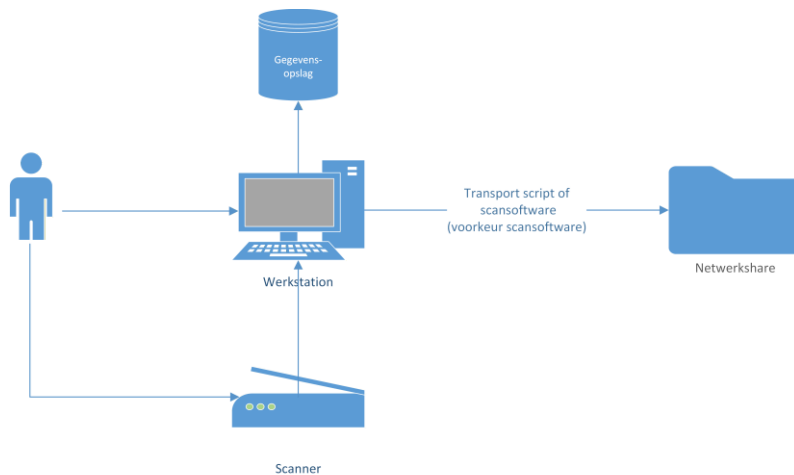 Gegevens-
opslag
Transport script of
scansoftware
(voorkeur scansoftware)
Netwerkshare
Werkstation
Scanner